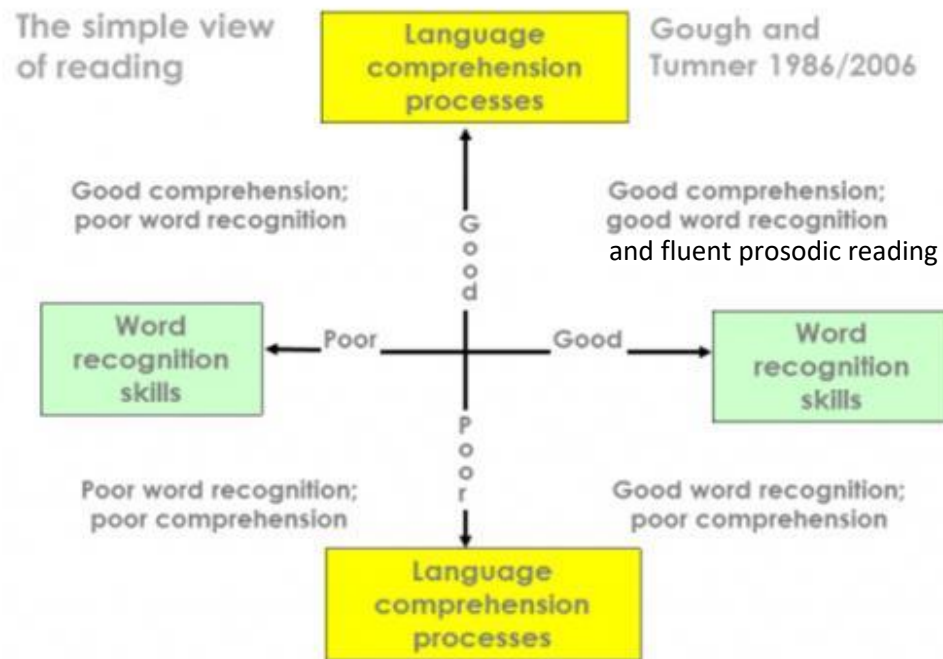 The simple view
of reading
Language
comprehension
processes
Gough and
Tumner 1986/2006
Good comprehension;
poor word recognition
Good comprehension;
good word recognition
and fluent prosodic reading
Good
Word
recognition
skills
Poor
Good
Word
recognition
skills
Poor
Poor word recognition;
poor comprehension
Good word recognition;
poor comprehension
Language
comprehension
processes